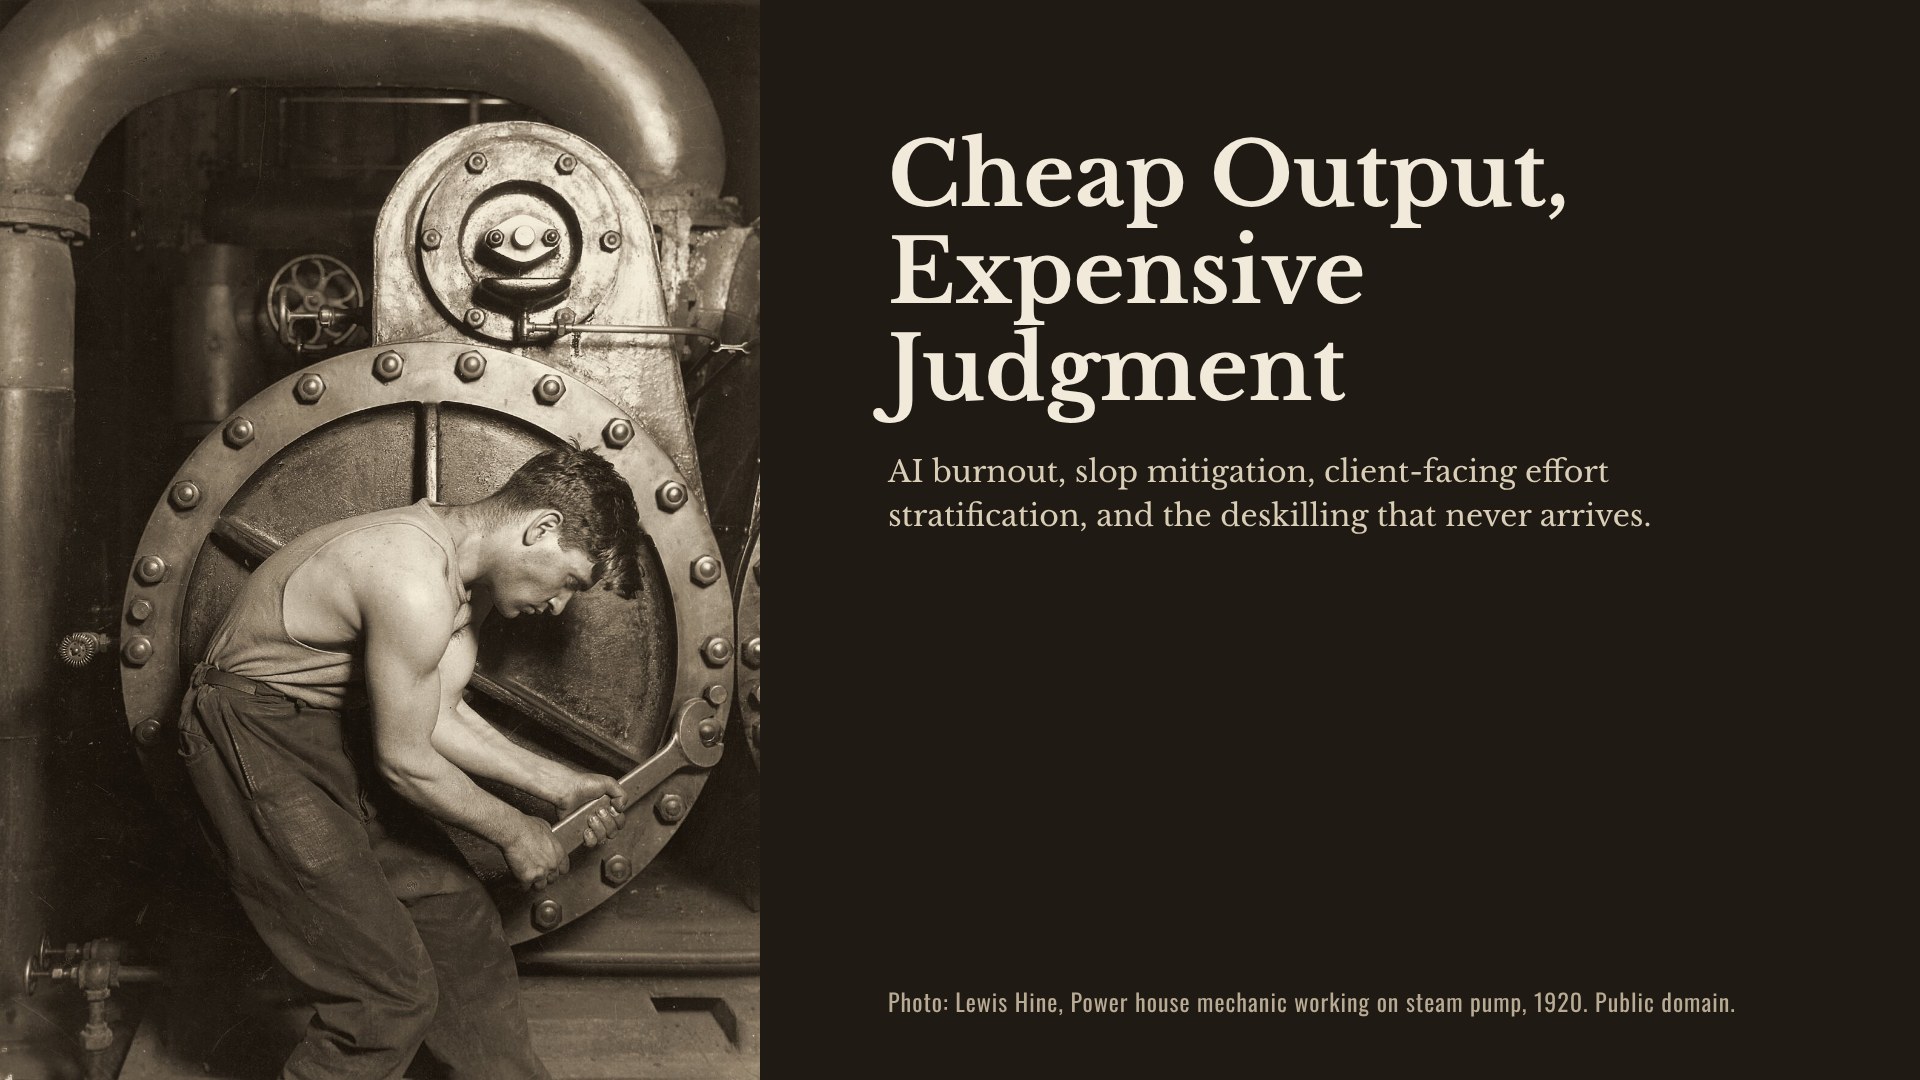 Cheap Output,
Expensive
Judgment
AI burnout, slop mitigation, client-facing effort
stratification, and the deskilling that never arrives.
Photo: Lewis Hine, Power house mechanic working on steam pump, 1920. Public domain.